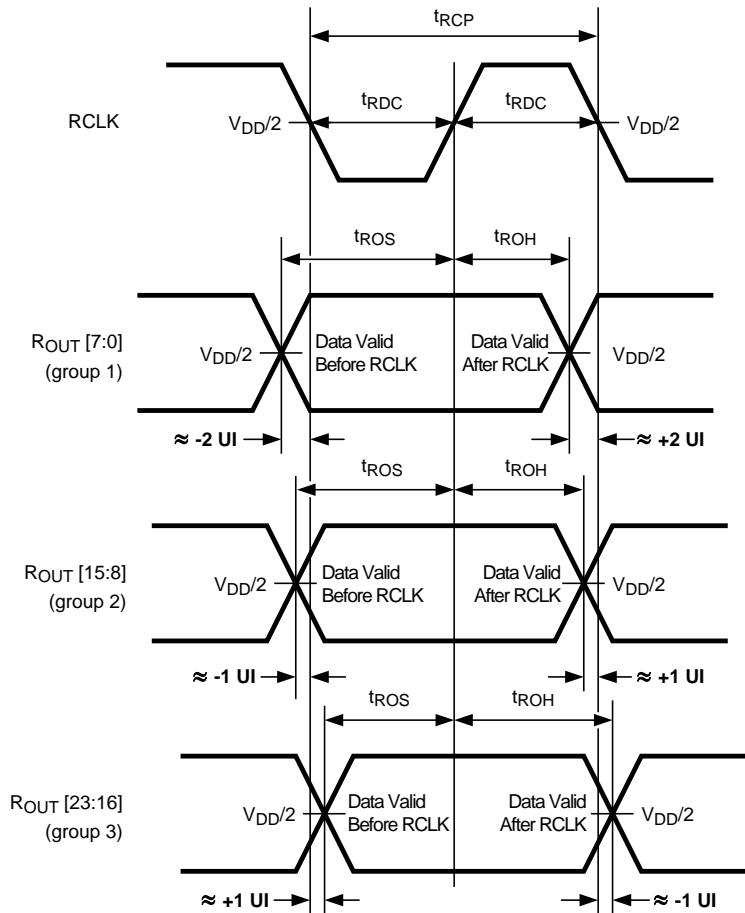 tRCP
tRDC tRDC
RCLK VDD/2 VDD/2
tROS tROH
ROUT [7:0]
(group 1)
VDD/2 Data Valid
Before RCLK
Data Valid
After RCLK
VDD/2
≈ -2 UI ≈ +2 UI
tROS tROH
ROUT [15:8]
(group 2)
VDD/2 Data Valid
Before RCLK
Data Valid
After RCLK
VDD/2
≈ -1 UI ≈ +1 UI
tROS tROH
ROUT [23:16]
(group 3)
VDD/2 Data Valid
Before RCLK
Data Valid
After RCLK
VDD/2
≈ +1 UI ≈ -1 UI